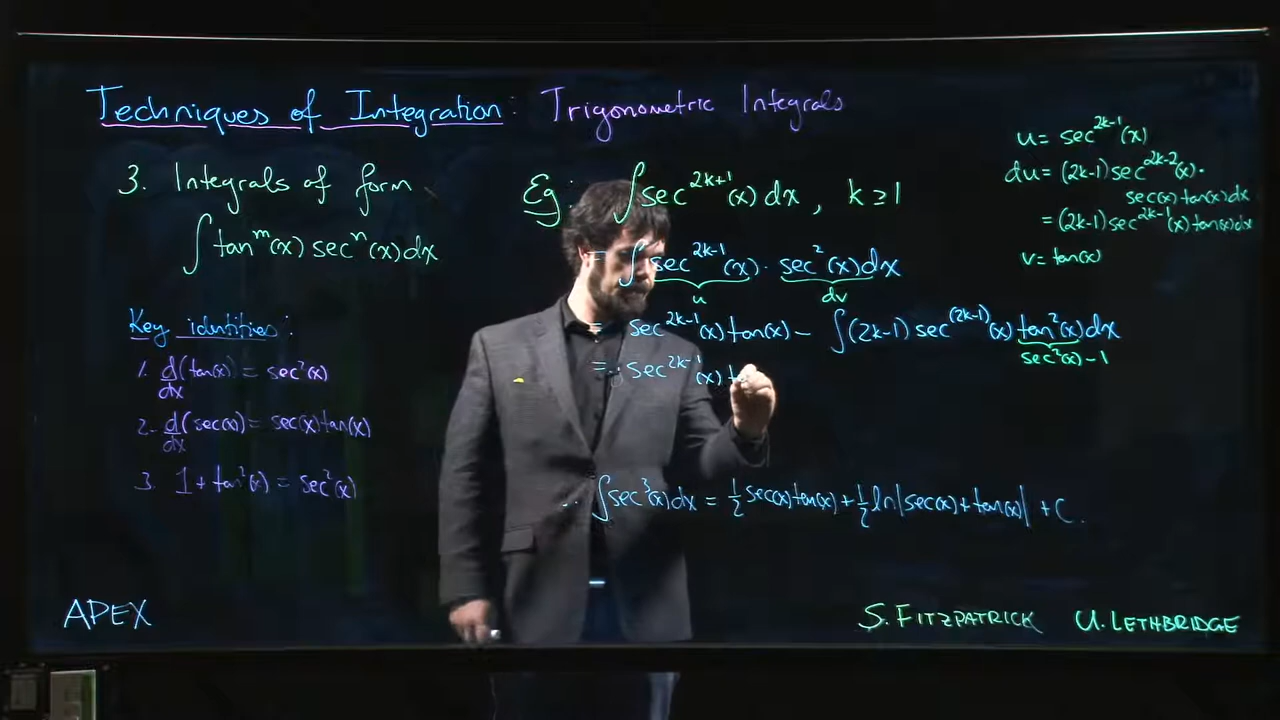 Techniques of Integration: Trigonometric Integrals
3. Integrals of form
∫tan^m(x) sec^n(x)dx
Key identities:
1. d/dx(tan(x)) = sec²(x)
2. d/dx(sec(x)) = sec(x)tan(x)
3. 1 + tan²(x) = sec²(x)
Eg: ∫sec^{2k+1}(x) dx, k ≥ 1
= ∫sec^{2k-1}(x) · sec²(x)dx
u dv
= sec^{2k-1}(x)tan(x) − ∫(2k-1) sec^{(2k-1)}(x) tan²(x)dx
sec²(x) − 1
= sec^{2k-1}(x)
∴ ∫sec³(x)dx = ½sec(x)tan(x) + ½ln|sec(x)+tan(x)| + C.
u = sec^{2k-1}(x)
du = (2k-1)sec^{2k-2}(x)·
sec(x)tan(x)dx
= (2k-1)sec^{2k-1}(x)tan(x)dx
v = tan(x)
APEX
S. FITZPATRICK U. LETHBRIDGE